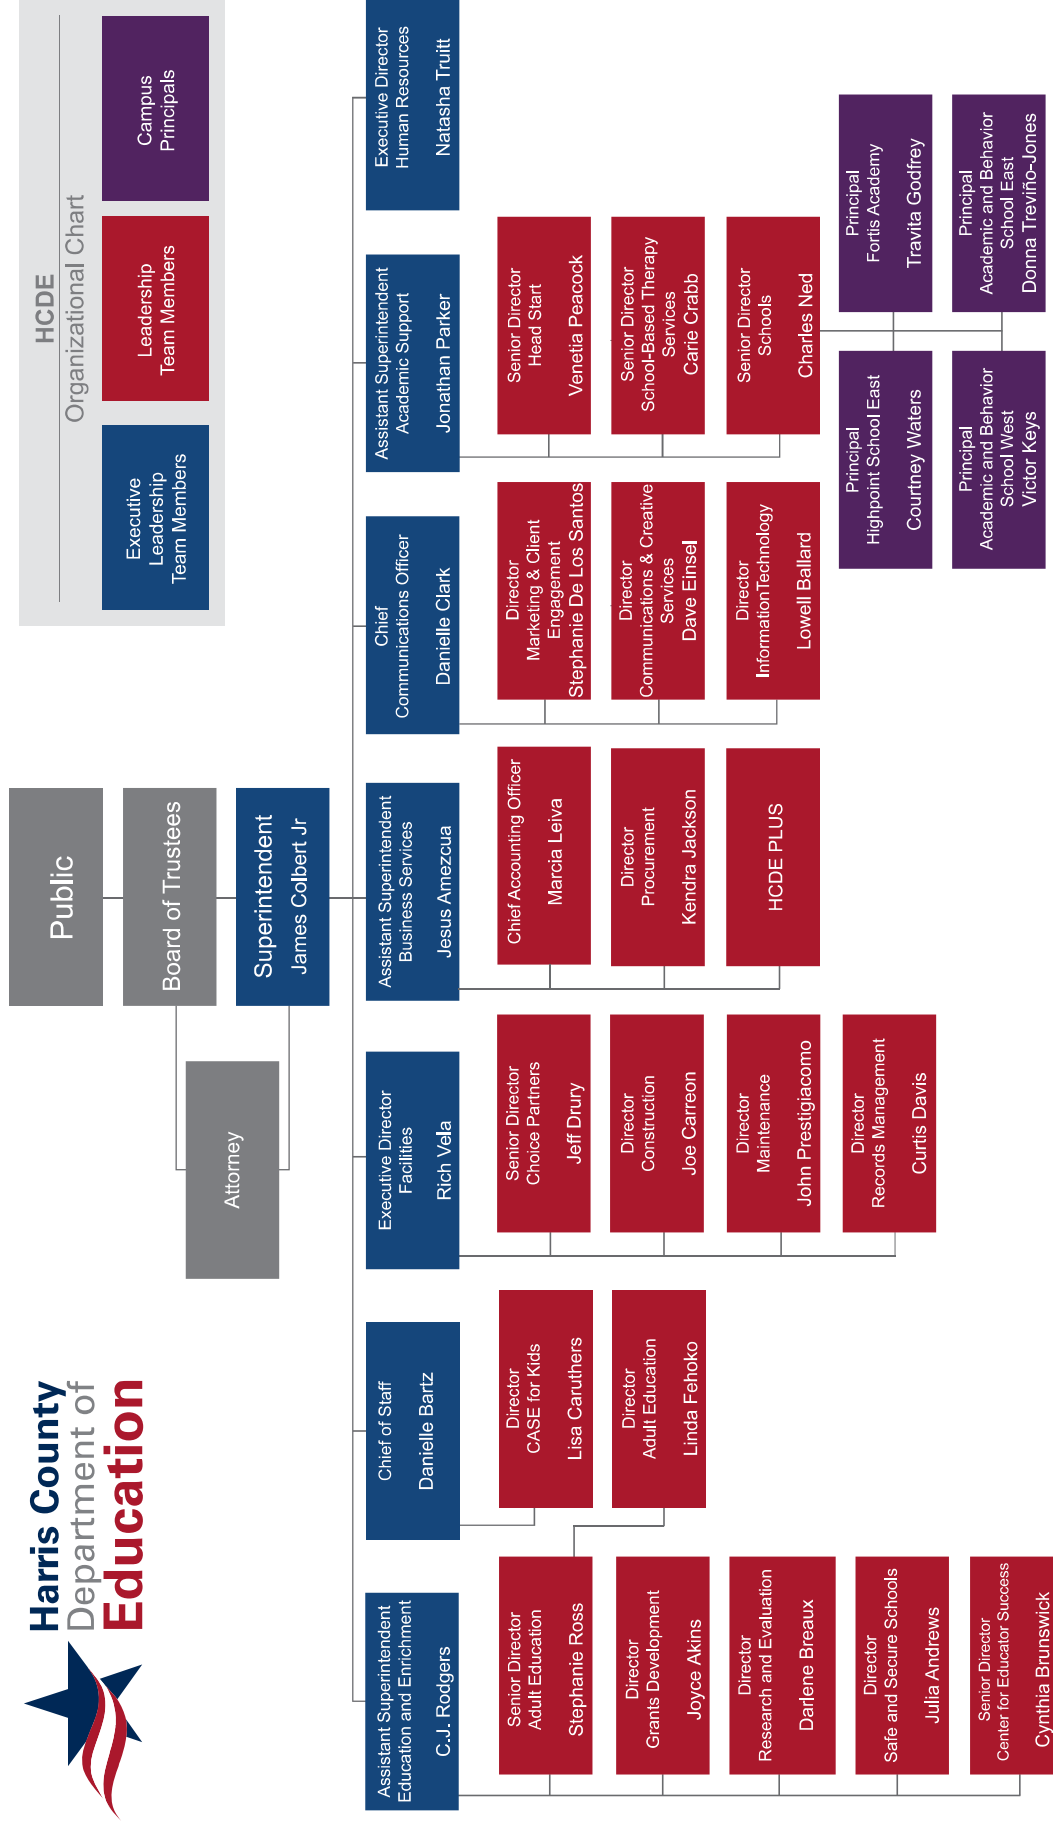 Harris County
Department of
Education
HCDE
Organizational Chart
Executive
Leadership
Team Members
Leadership
Team Members
Campus
Principals
Public
Board of Trustees
Attorney
Superintendent
James Colbert Jr
Assistant Superintendent
Education and Enrichment
C.J. Rodgers
Senior Director
Adult Education
Stephanie Ross
Director
Grants Development
Joyce Akins
Director
Research and Evaluation
Darlene Breaux
Director
Safe and Secure Schools
Julia Andrews
Senior Director
Center for Educator Success
Cynthia Brunswick
Chief of Staff
Danielle Bartz
Director
CASE for Kids
Lisa Caruthers
Director
Adult Education
Linda Fehoko
Executive Director
Facilities
Rich Vela
Senior Director
Choice Partners
Jeff Drury
Director
Construction
Joe Carreon
Director
Maintenance
John Prestigiacomo
Director
Records Management
Curtis Davis
Assistant Superintendent
Business Services
Jesus Amezcua
Chief Accounting Officer
Marcia Leiva
Director
Procurement
Kendra Jackson
HCDE PLUS
Chief
Communications Officer
Danielle Clark
Director
Marketing & Client
Engagement
Stephanie De Los Santos
Director
Communications & Creative
Services
Dave Einsel
Director
InformationTechnology
Lowell Ballard
Assistant Superintendent
Academic Support
Jonathan Parker
Senior Director
Head Start
Venetia Peacock
Senior Director
School-Based Therapy
Services
Carie Crabb
Senior Director
Schools
Charles Ned
Principal
Highpoint School East
Courtney Waters
Principal
Fortis Academy
Travita Godfrey
Principal
Academic and Behavior
School West
Victor Keys
Principal
Academic and Behavior
School East
Donna Treviño-Jones
Executive Director
Human Resources
Natasha Truitt